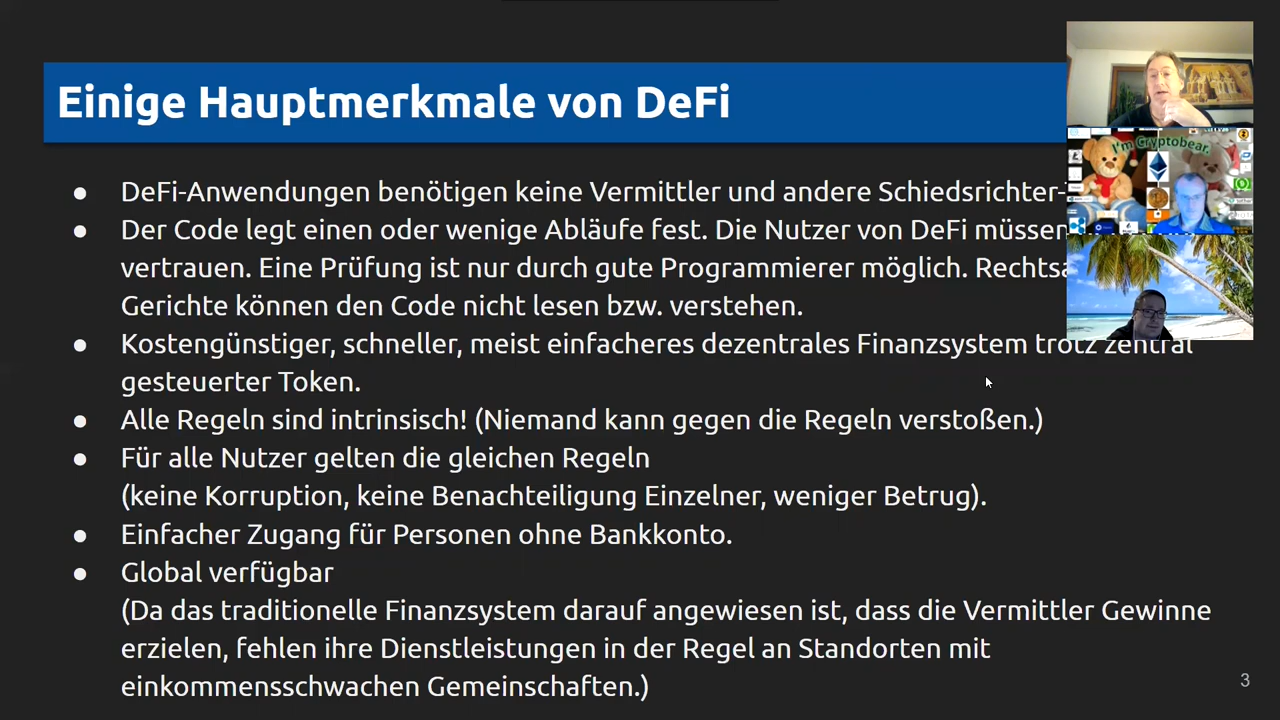 Einige Hauptmerkmale von DeFi
I'm Cryptobear.
● DeFi-Anwendungen benötigen keine Vermittler und andere Schiedsrichter-
● Der Code legt einen oder wenige Abläufe fest. Die Nutzer von DeFi müssen
vertrauen. Eine Prüfung ist nur durch gute Programmierer möglich.
Gerichte können den Code nicht lesen bzw. verstehen.
● Kostengünstiger, schneller, meist einfacheres dezentrales Finanzsystem trotz zentral
gesteuerter Token.
● Alle Regeln sind intrinsisch! (Niemand kann gegen die Regeln verstoßen.)
● Für alle Nutzer gelten die gleichen Regeln
(keine Korruption, keine Benachteiligung Einzelner, weniger Betrug).
● Einfacher Zugang für Personen ohne Bankkonto.
● Global verfügbar
(Da das traditionelle Finanzsystem darauf angewiesen ist, dass die Vermittler Gewinne
erzielen, fehlen ihre Dienstleistungen in der Regel an Standorten mit
einkommensschwachen Gemeinschaften.)
3